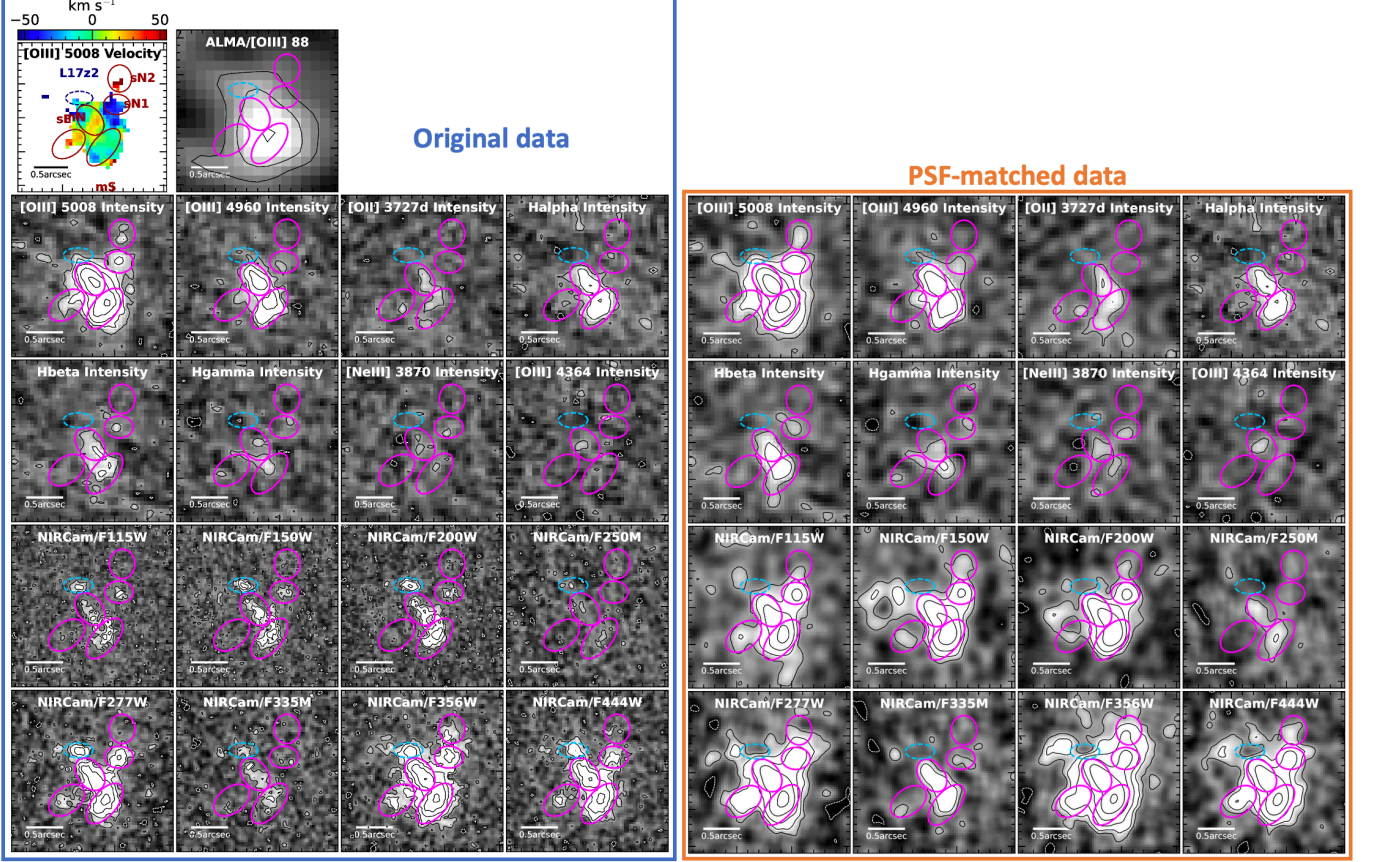 km s⁻¹
−50 0 50
[OIII] 5008 Velocity
L17z2
sN2
sN1
mS
0.5arcsec
ALMA/[OIII] 88
0.5arcsec
Original data
PSF-matched data
[OIII] 5008 Intensity [OIII] 4960 Intensity [OII] 3727d Intensity Halpha Intensity
0.5arcsec 0.5arcsec 0.5arcsec 0.5arcsec
[OIII] 5008 Intensity [OIII] 4960 Intensity [OII] 3727d Intensity Halpha Intensity
0.5arcsec 0.5arcsec 0.5arcsec 0.5arcsec
Hbeta Intensity Hgamma Intensity [NeIII] 3870 Intensity [OIII] 4364 Intensity
0.5arcsec 0.5arcsec 0.5arcsec 0.5arcsec
Hbeta Intensity Hgamma Intensity [NeIII] 3870 Intensity [OIII] 4364 Intensity
0.5arcsec 0.5arcsec 0.5arcsec 0.5arcsec
NIRCam/F115W NIRCam/F150W NIRCam/F200W NIRCam/F250M
0.5arcsec 0.5arcsec 0.5arcsec 0.5arcsec
NIRCam/F115W NIRCam/F150W NIRCam/F200W NIRCam/F250M
0.5arcsec 0.5arcsec 0.5arcsec 0.5arcsec
NIRCam/F277W NIRCam/F335M NIRCam/F356W NIRCam/F444W
0.5arcsec 0.5arcsec 0.5arcsec 0.5arcsec
NIRCam/F277W NIRCam/F335M NIRCam/F356W NIRCam/F444W
0.5arcsec 0.5arcsec 0.5arcsec 0.5arcsec